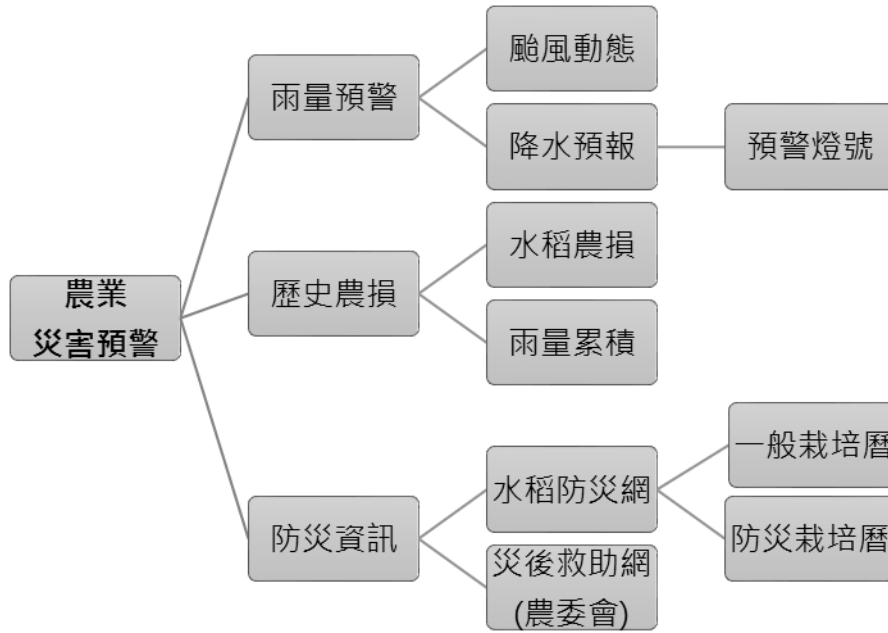 農業
災害預警
雨量預警
颱風動態
降水預報
預警燈號
歷史農損
水稻農損
雨量累積
防災資訊
水稻防災網
一般栽培曆
防災栽培曆
災後救助網
(農委會)